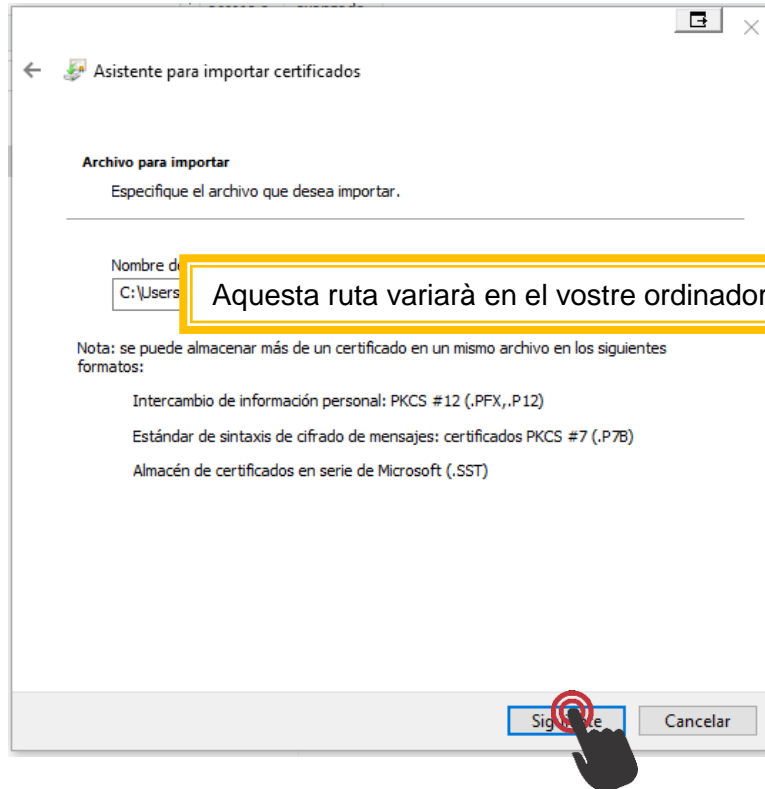 Asistente para importar certificados
Archivo para importar
Especifique el archivo que desea importar.
Nombre d
C:\Users
Aquesta ruta variarà en el vostre ordinador
Nota: se puede almacenar más de un certificado en un mismo archivo en los siguientes
formatos:
Intercambio de información personal: PKCS #12 (.PFX,.P12)
Estándar de sintaxis de cifrado de mensajes: certificados PKCS #7 (.P7B)
Almacén de certificados en serie de Microsoft (.SST)
Cancelar